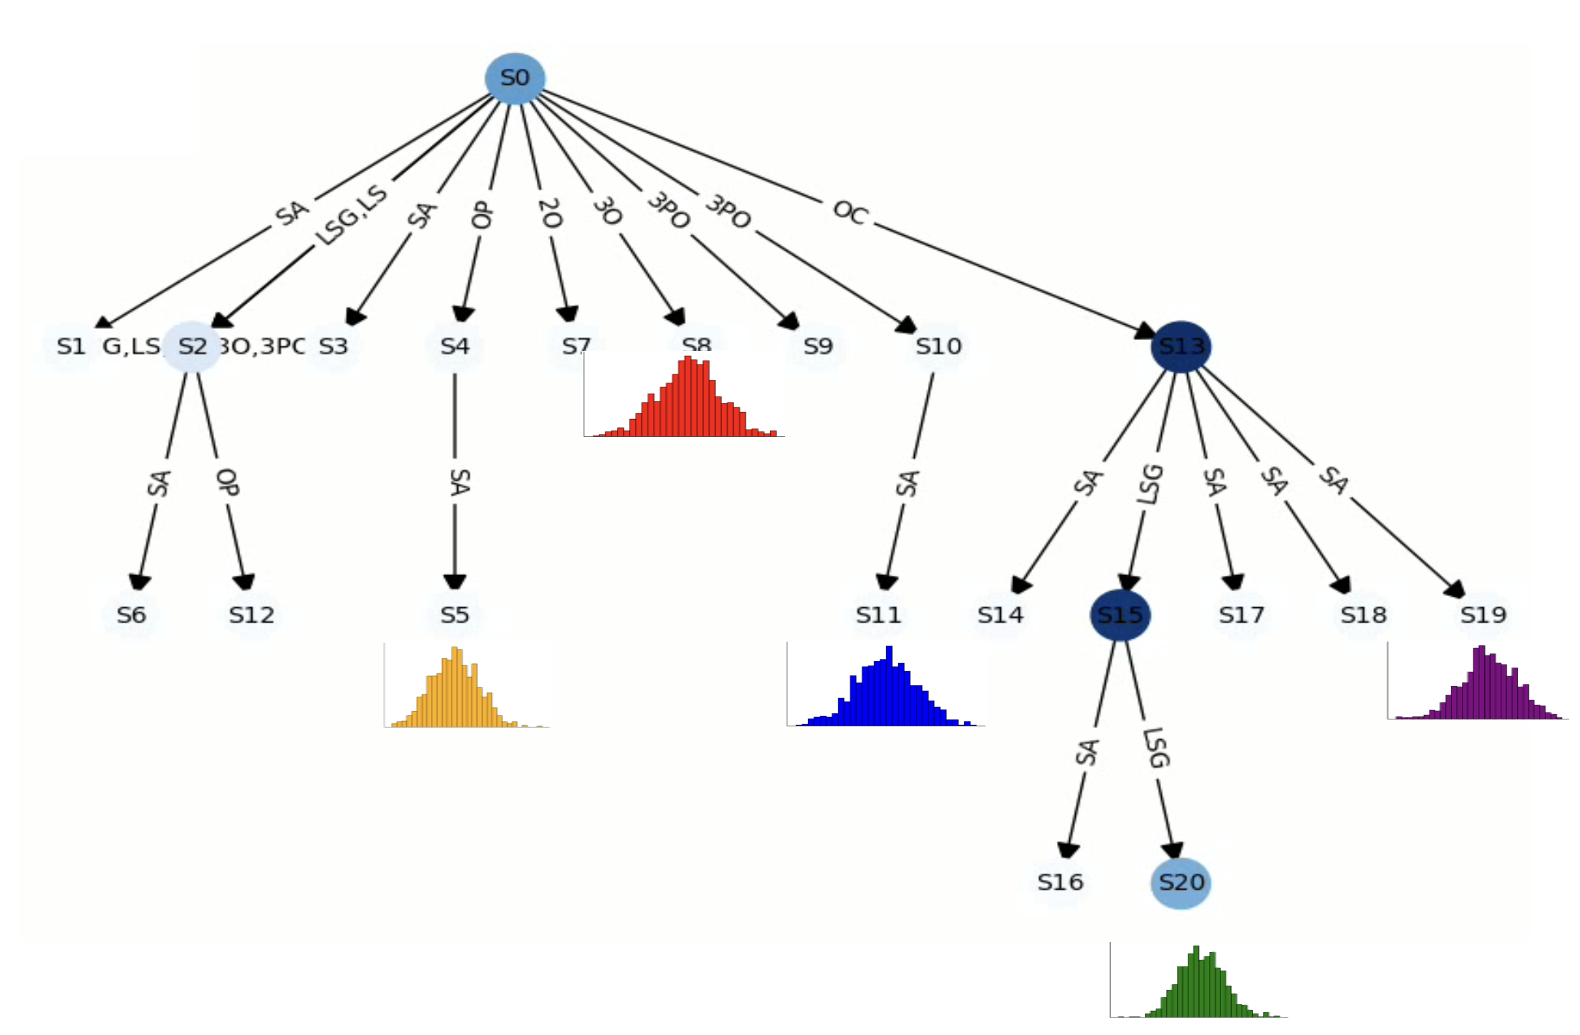 S0
SA LSG,LS SA OP 2O 3O 3PO 3PO OC
S1 G,LS, S2 3O,3PO S3 S4 S7 S8 S9 S10 S13
SA OP SA SA SA LSG SA SA SA
S6 S12 S5 S11 S14 S15 S17 S18 S19
SA LSG
S16 S20